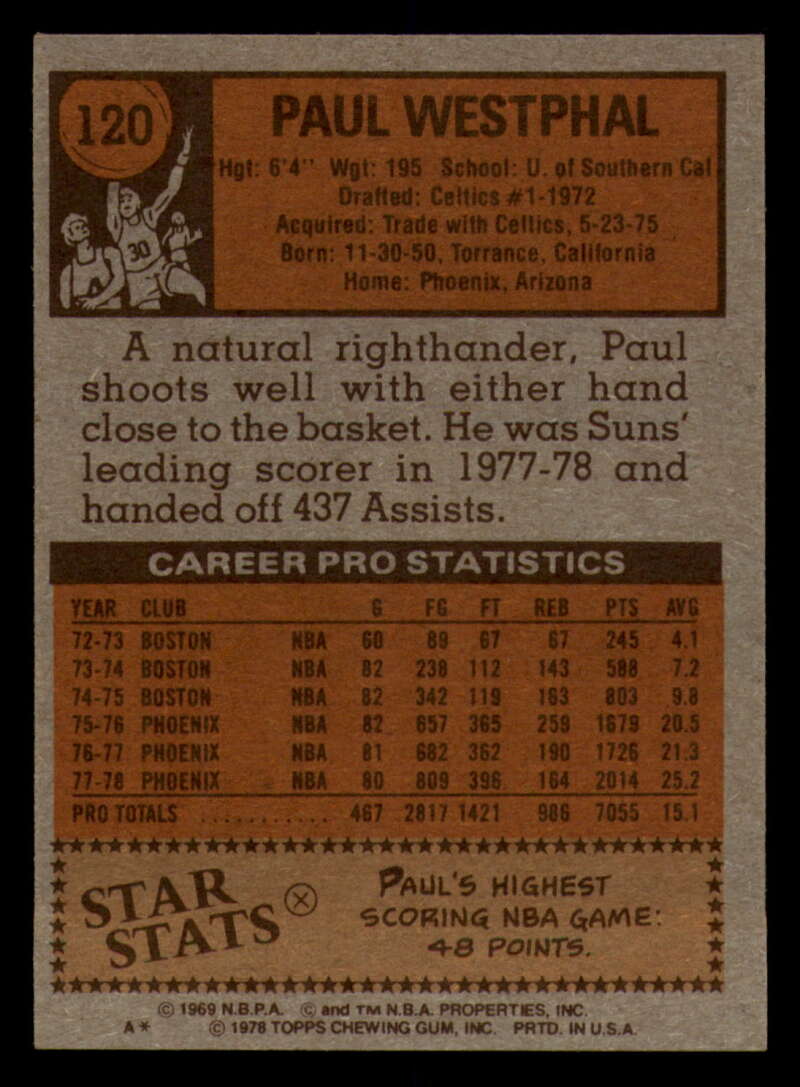 120
PAUL WESTPHAL
Hgt: 6'4" Wgt: 195 School: U. of Southern Cal
Drafted: Celtics #1-1972
Acquired: Trade with Celtics, 5-23-75
Born: 11-30-50, Torrance, California
Home: Phoenix, Arizona
30
A natural righthander, Paul
shoots well with either hand
close to the basket. He was Suns'
leading scorer in 1977-78 and
handed off 437 Assists.
CAREER PRO STATISTICS
YEAR CLUB G FG FT REB PTS AVG
72-73 BOSTON NBA 60 89 67 67 245 4.1
73-74 BOSTON NBA 82 238 112 143 588 7.2
74-75 BOSTON NBA 82 342 119 163 803 9.8
75-76 PHOENIX NBA 82 657 365 259 1679 20.5
76-77 PHOENIX NBA 81 682 362 190 1726 21.3
77-78 PHOENIX NBA 80 809 396 164 2014 25.2
PRO TOTALS ............ 467 2817 1421 986 7055 15.1
STAR STATS
PAUL'S HIGHEST
SCORING NBA GAME:
48 POINTS.
© 1969 N.B.P.A. © and TM N.B.A. PROPERTIES, INC.
A* © 1978 TOPPS CHEWING GUM, INC. PRTD. IN U.S.A.